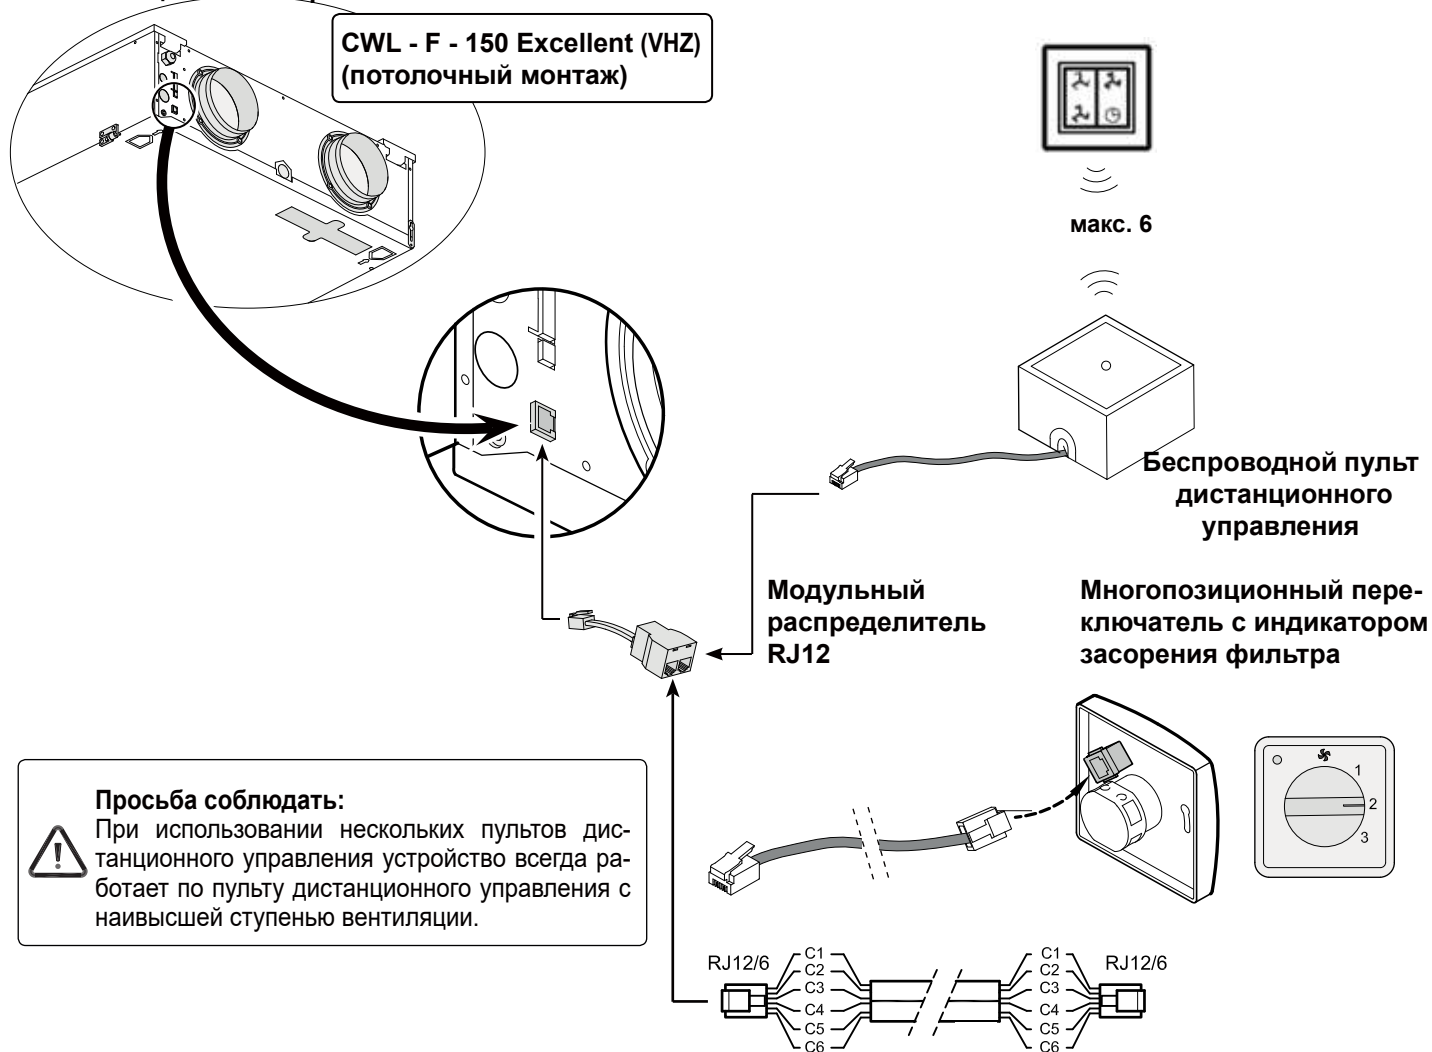 CWL - F - 150 Excellent (VHZ)
(потолочный монтаж)
макс. 6
Беспроводной пульт
дистанционного
управления
Модульный
распределитель
RJ12
Многопозиционный пере-
ключатель с индикатором
засорения фильтра
1
2
3
Просьба соблюдать:
При использовании нескольких пультов дис-
танционного управления устройство всегда ра-
ботает по пульту дистанционного управления с
наивысшей ступенью вентиляции.
RJ12/6
C1
C2
C3
C4
C5
C6
C1
C2
C3
C4
C5
C6
RJ12/6